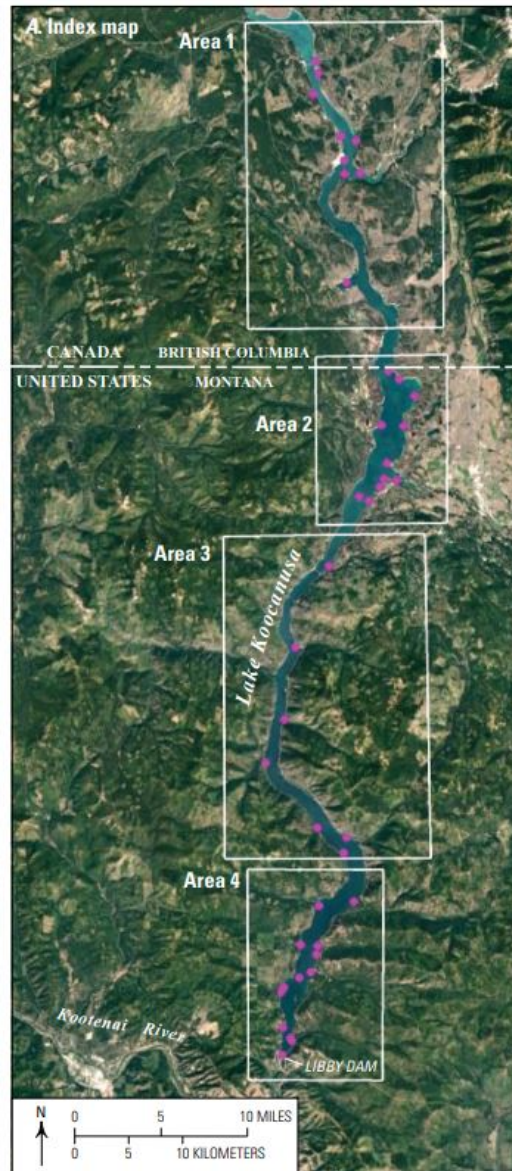 A. Index map
Area 1
CANADA BRITISH COLUMBIA
UNITED STATES MONTANA
Area 2
Area 3
Lake Koocanusa
Area 4
Kootenai River
LIBBY DAM
N 0 5 10 MILES
0 5 10 KILOMETERS